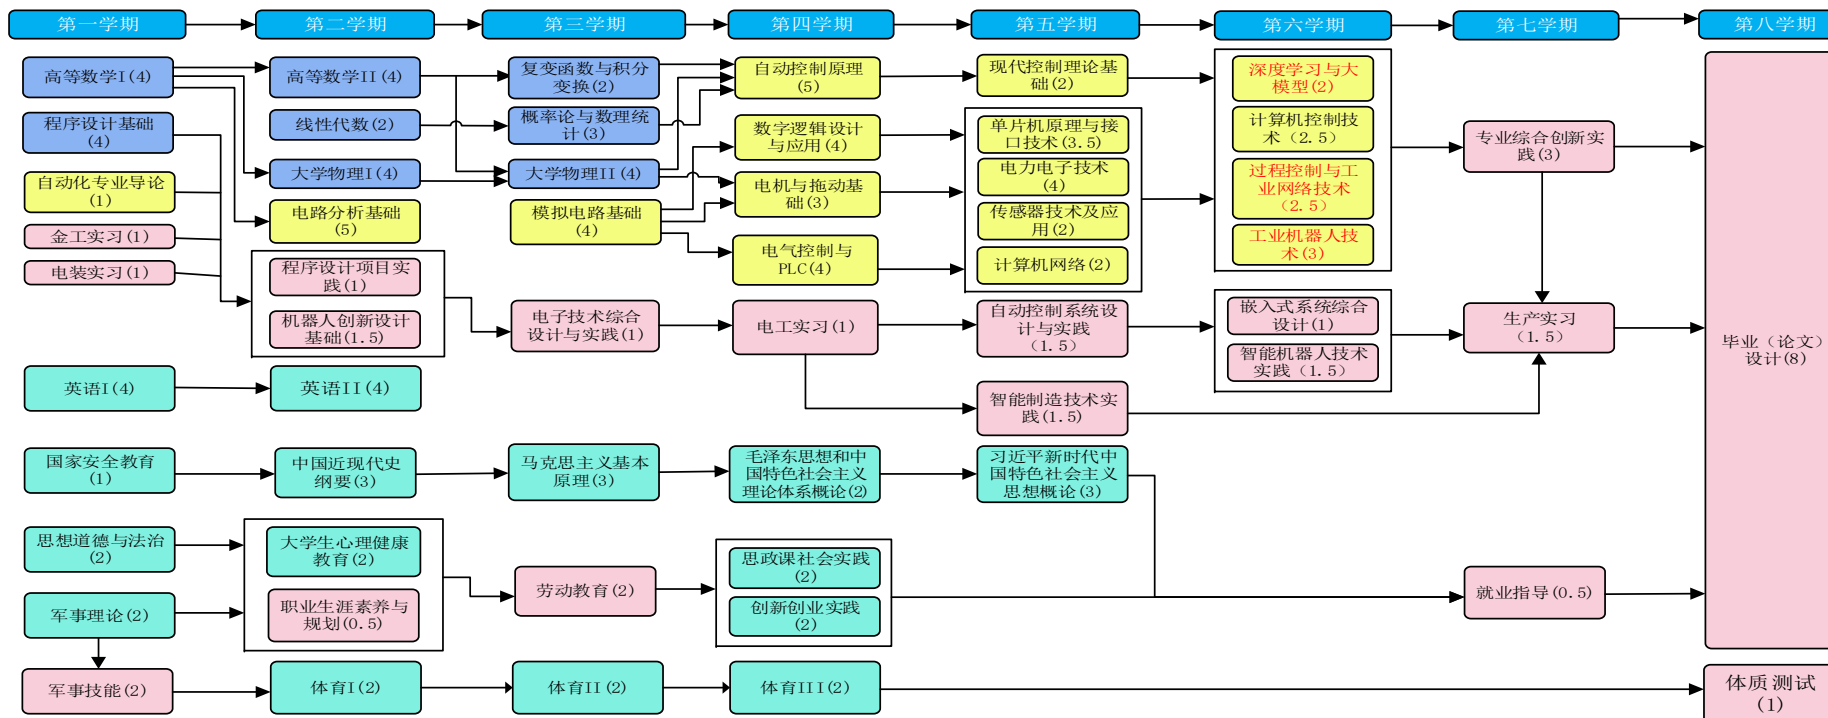 第一学期
第二学期
第三学期
第四学期
第五学期
第六学期
第七学期
第八学期
高等数学I(4)
程序设计基础
(4)
自动化专业导论
(1)
金工实习(1)
电装实习(1)
英语I(4)
国家安全教育
(1)
思想道德与法治
(2)
军事理论(2)
军事技能(2)
高等数学II(4)
线性代数(2)
大学物理I(4)
电路分析基础
(5)
程序设计项目实
践(1)
机器人创新设计
基础(1.5)
英语II(4)
中国近现代史
纲要(3)
大学生心理健康
教育(2)
职业生涯素养与
规划(0.5)
体育I(2)
复变函数与积分
变换(2)
概率论与数理统
计(3)
大学物理II(4)
模拟电路基础
(4)
电子技术综合
设计与实践(1)
马克思主义基本
原理(3)
劳动教育(2)
体育II(2)
自动控制原理
(5)
数字逻辑设计
与应用(4)
电机与拖动基
础(3)
电气控制与
PLC(4)
电工实习(1)
毛泽东思想和中
国特色社会主义
理论体系概论(2)
思政课社会实践
(2)
创新创业实践
(2)
体育III(2)
现代控制理论基
础(2)
单片机原理与接
口技术(3.5)
电力电子技术
(4)
传感器技术及应
用(2)
计算机网络(2)
自动控制系统设
计与实践
(1.5)
智能制造技术实
践(1.5)
习近平新时代中
国特色社会主义
思想概论(3)
深度学习与大
模型(2)
计算机控制技
术（2.5)
过程控制与工
业网络技术
（2.5)
工业机器人技
术(3)
嵌入式系统综合
设计(1)
智能机器人技术
实践（1.5)
专业综合创新实
践(3)
生产实习
（1.5)
就业指导(0.5)
毕业（论文）
设计(8)
体质测试
(1)